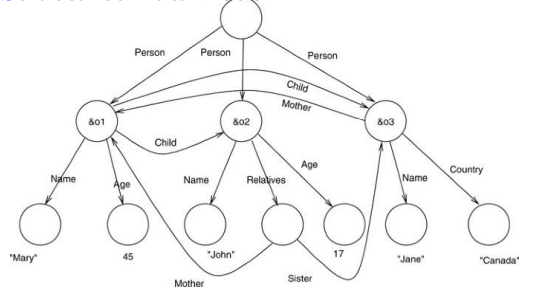 Person
Person
Person
Child
Mother
&o1
&o2
&o3
Child
Name
Age
Name
Relatives
Age
Name
Country
"Mary"
45
"John"
17
"Jane"
"Canada"
Mother
Sister